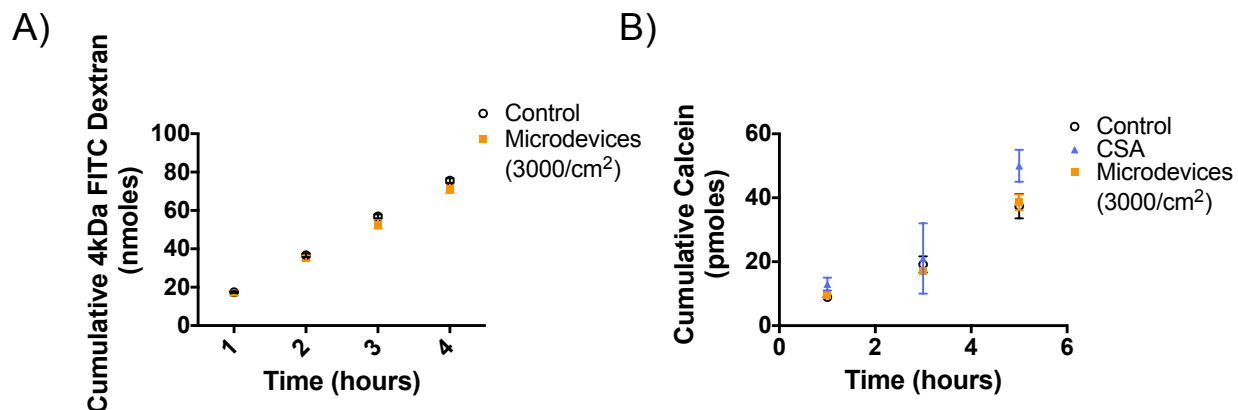 A)
Cumulative 4kDa FITC Dextran
(nmoles)
100
80
60
40
20
0
1
2
3
4
Time (hours)
Control
Microdevices
(3000/cm²)
B)
Cumulative Calcein
(pmoles)
60
40
20
0
0
2
4
6
Time (hours)
Control
CSA
Microdevices
(3000/cm²)